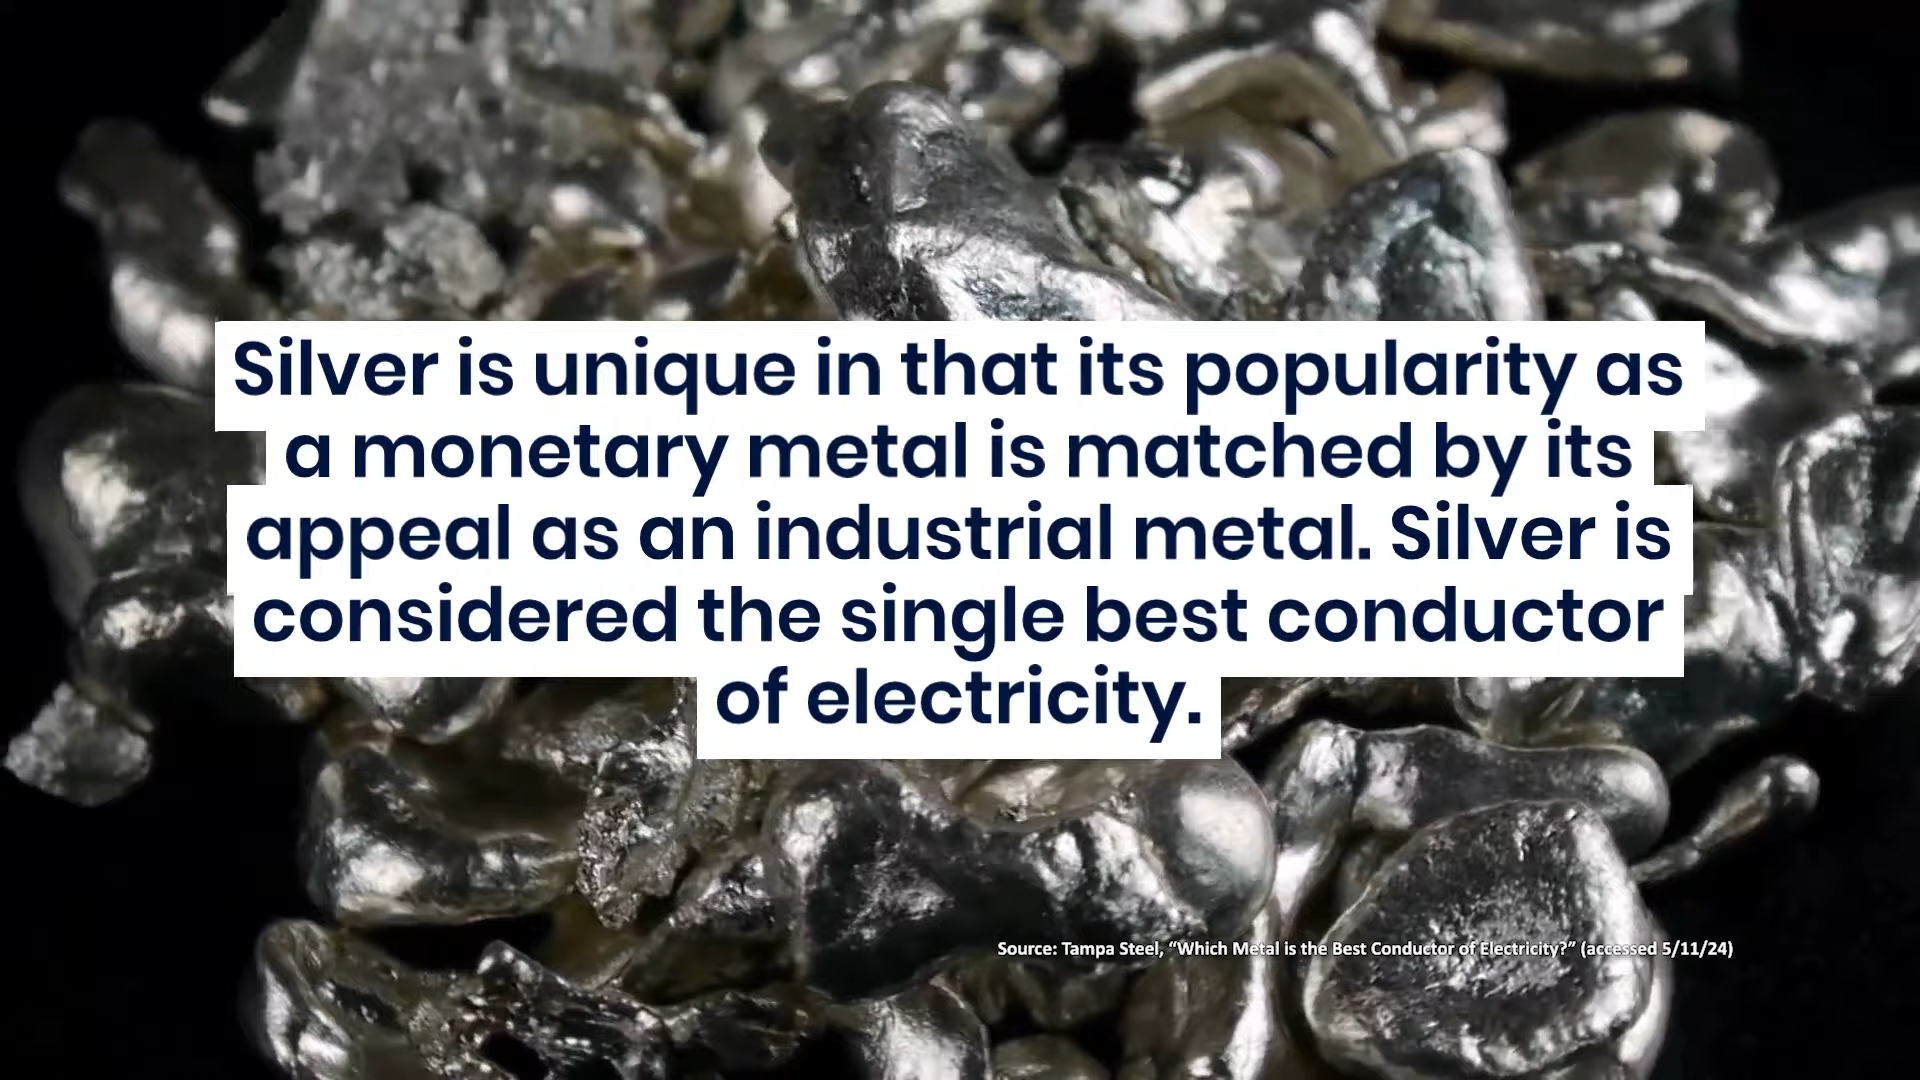 Silver is unique in that its popularity as
a monetary metal is matched by its
appeal as an industrial metal. Silver is
considered the single best conductor
of electricity.
Source: Tampa Steel, “Which Metal is the Best Conductor of Electricity?” (accessed 5/11/24)